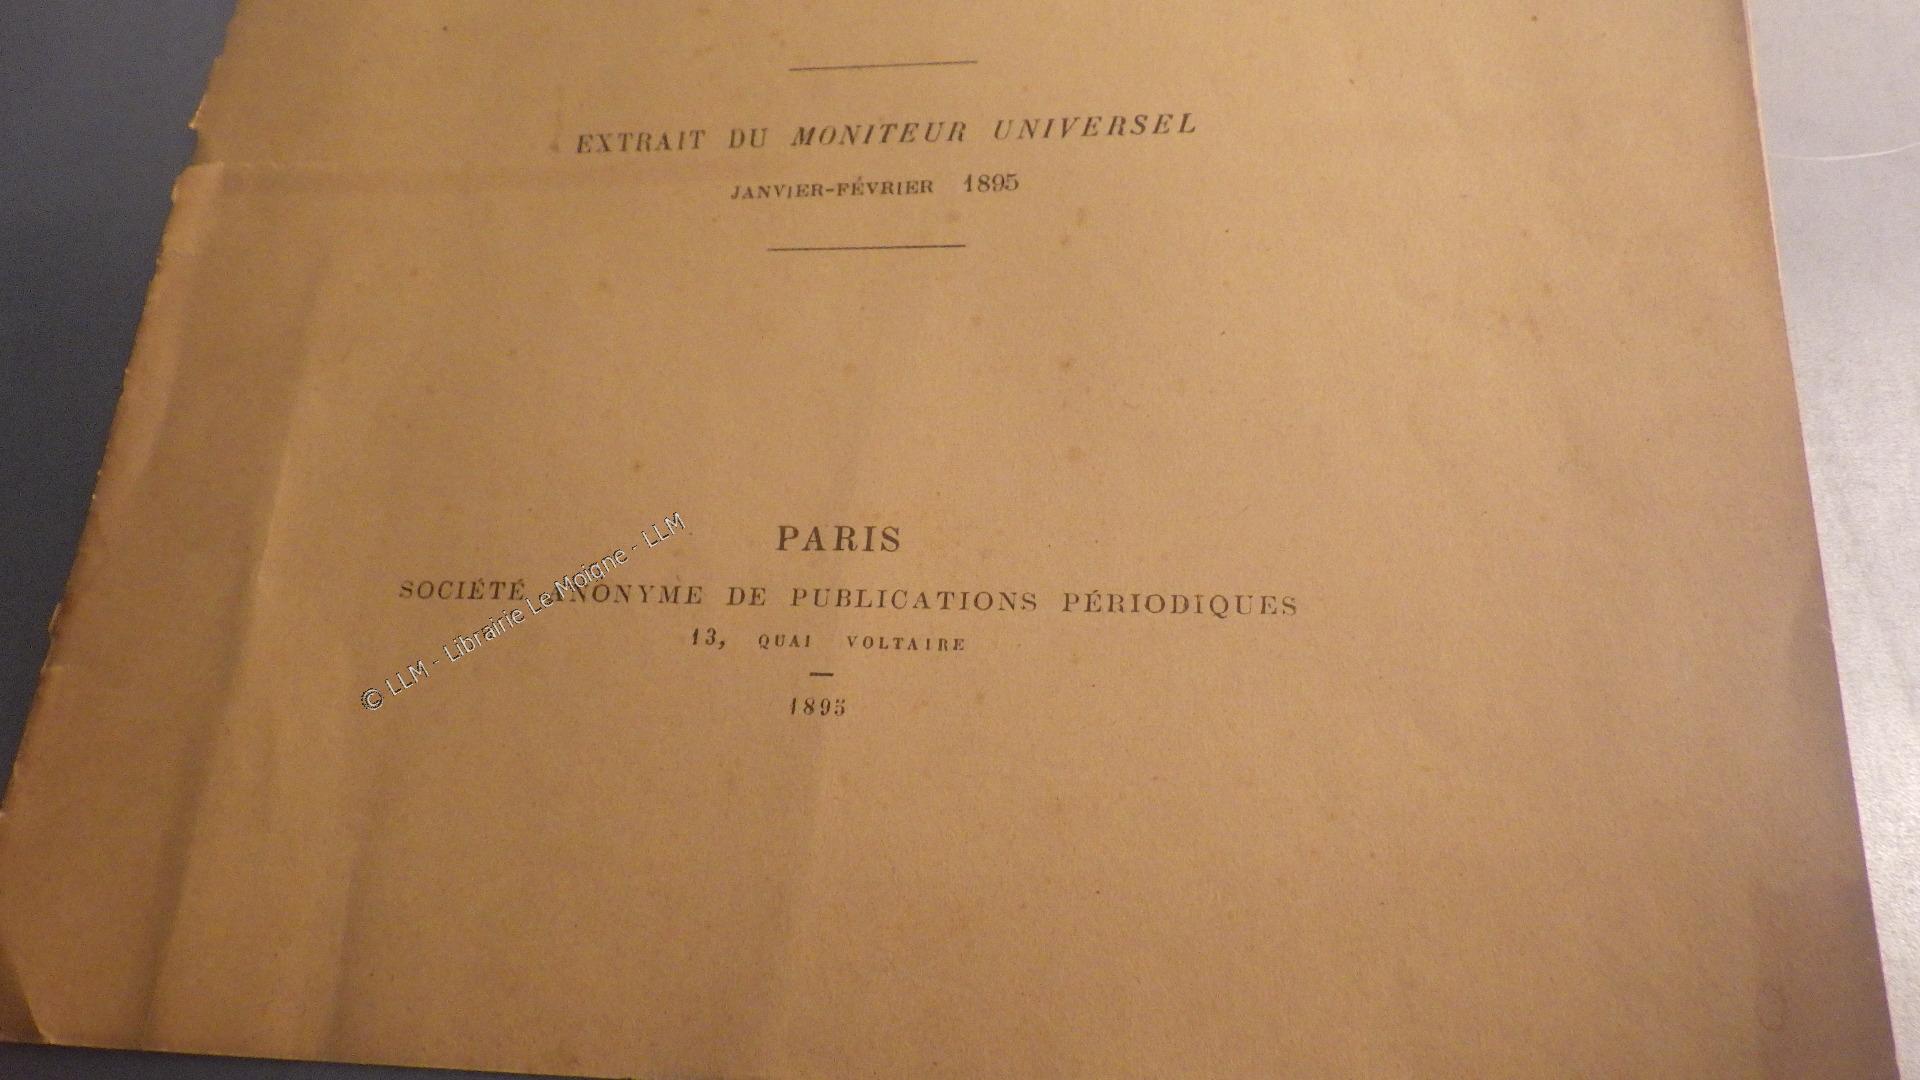 EXTRAIT DU MONITEUR UNIVERSEL
JANVIER-FÉVRIER 1895
PARIS
SOCIÉTÉ ANONYME DE PUBLICATIONS PÉRIODIQUES
13, QUAI VOLTAIRE
1895
© LLM - Librairie Le Moigne - LLM